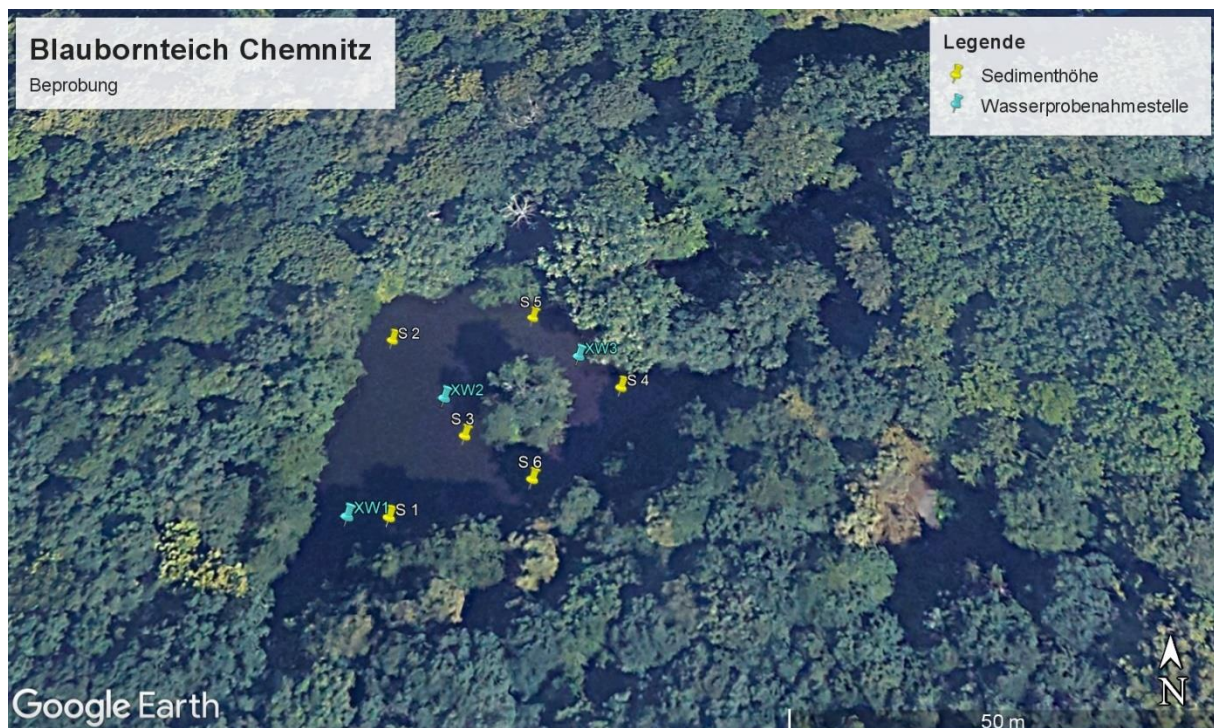 Blaubornteich Chemnitz
Beprobung
Legende
Sedimenthöhe
Wasserprobenahmestelle
S 5
S 2
XW3
S 4
XW2
S 3
S 6
XW1
S 1
N
Google Earth
50 m